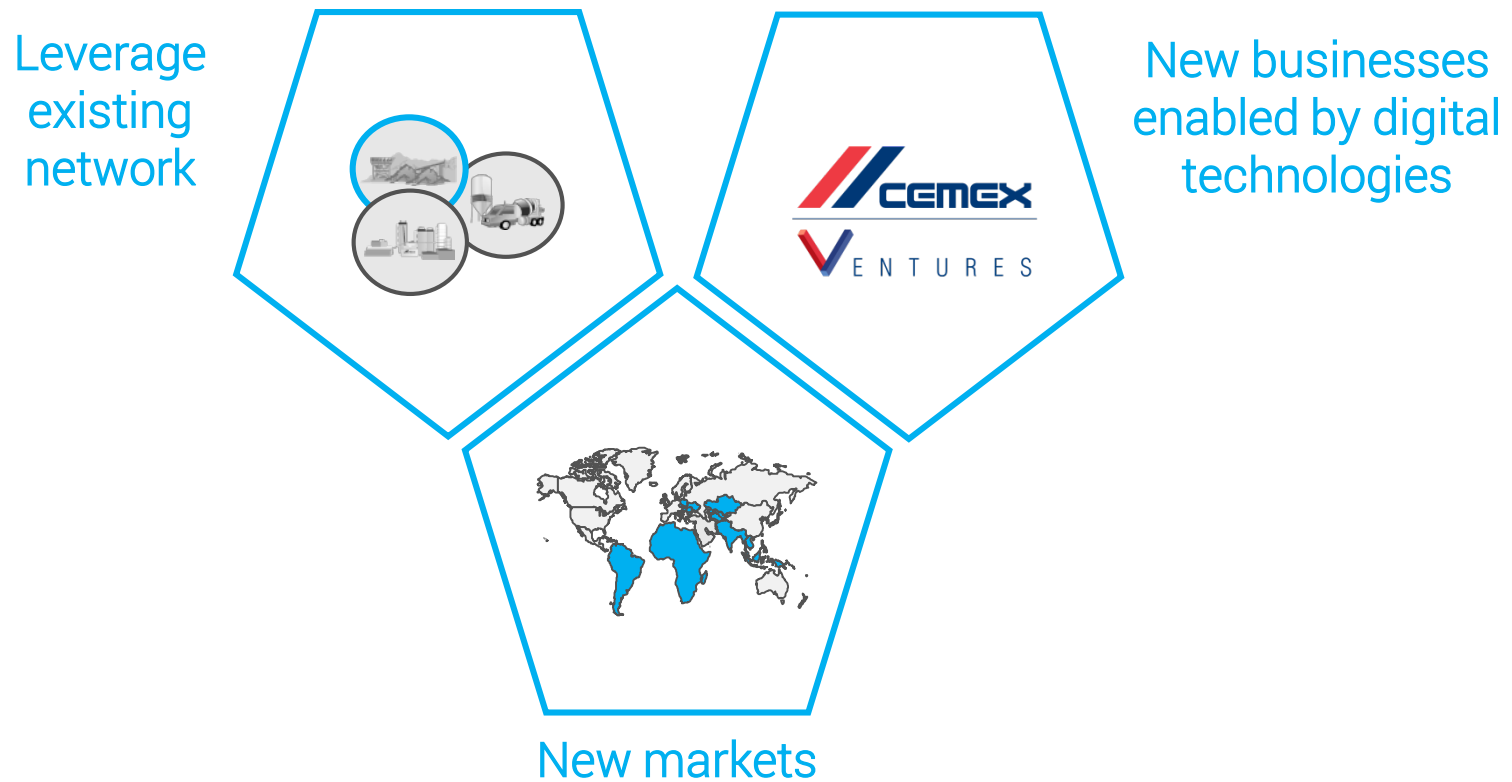 Leverage
existing
network
New businesses
enabled by digital
technologies
CEMEX
VENTURES
New markets